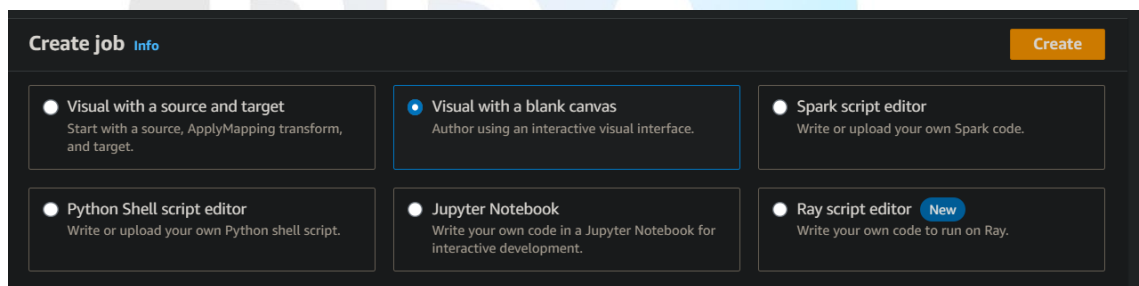 Create job Info
Create
Visual with a source and target
Start with a source, ApplyMapping transform,
and target.
Visual with a blank canvas
Author using an interactive visual interface.
Spark script editor
Write or upload your own Spark code.
Python Shell script editor
Write or upload your own Python shell script.
Jupyter Notebook
Write your own code in a Jupyter Notebook for
interactive development.
Ray script editor New
Write your own code to run on Ray.